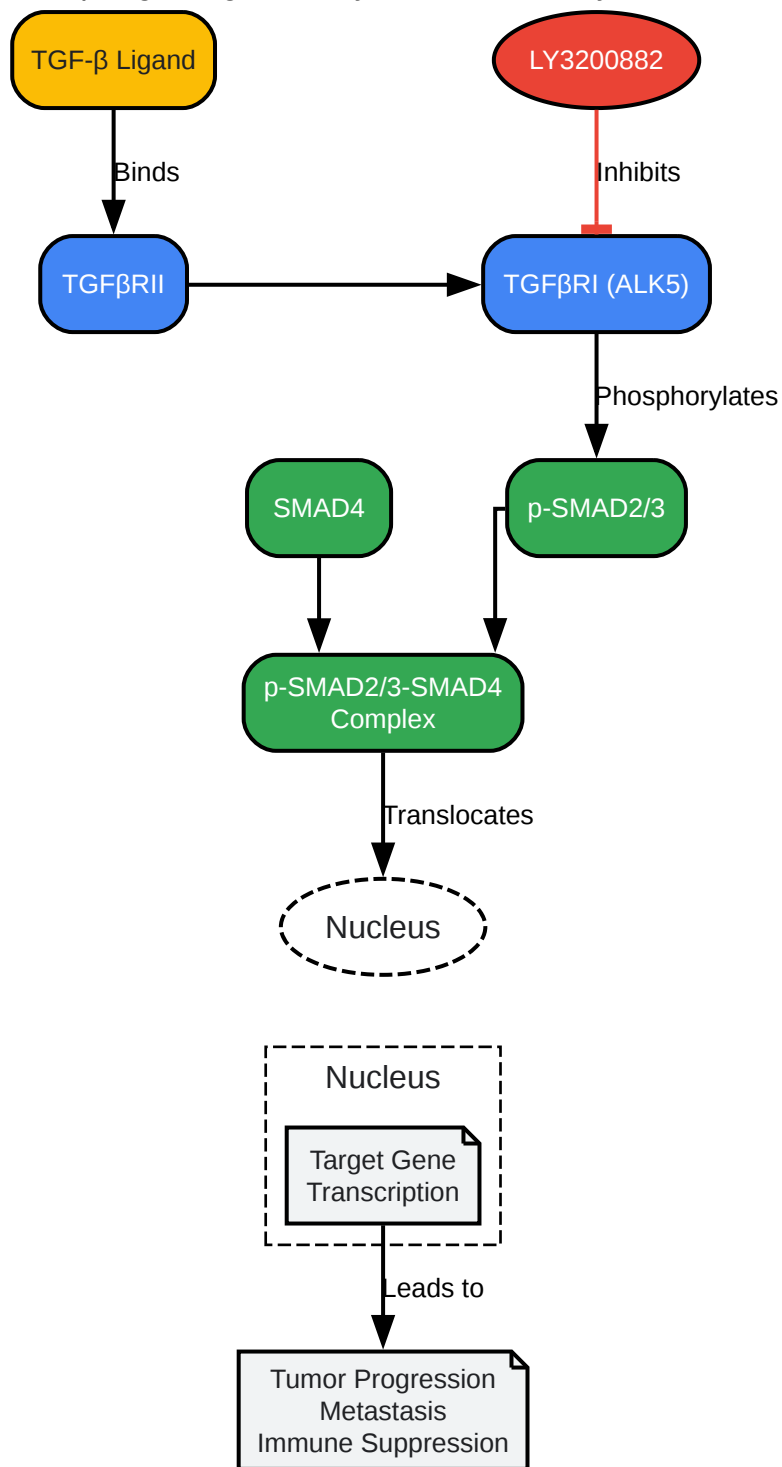 TGF-β Ligand
LY3200882
Binds
Inhibits
TGFβRII
TGFβRI (ALK5)
Phosphorylates
SMAD4
p-SMAD2/3
p-SMAD2/3-SMAD4
Complex
Translocates
Nucleus
Nucleus
Target Gene
Transcription
Leads to
Tumor Progression
Metastasis
Immune Suppression